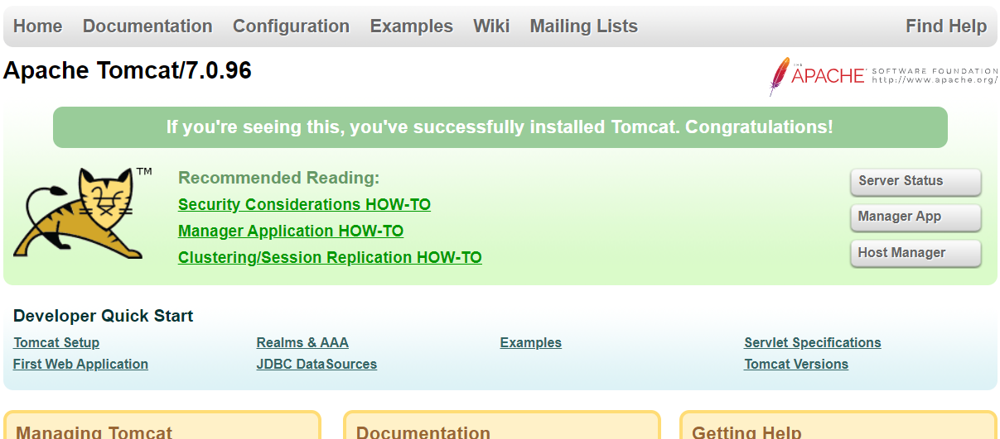 Home Documentation Configuration Examples Wiki Mailing Lists Find Help
Apache Tomcat/7.0.96
THE
APACHE SOFTWARE FOUNDATION
http://www.apache.org/
If you're seeing this, you've successfully installed Tomcat. Congratulations!
TM
Recommended Reading:
Security Considerations HOW-TO
Manager Application HOW-TO
Clustering/Session Replication HOW-TO
Server Status
Manager App
Host Manager
Developer Quick Start
Tomcat Setup Realms & AAA Examples Servlet Specifications
First Web Application JDBC DataSources Tomcat Versions
Managing Tomcat Documentation Getting Help